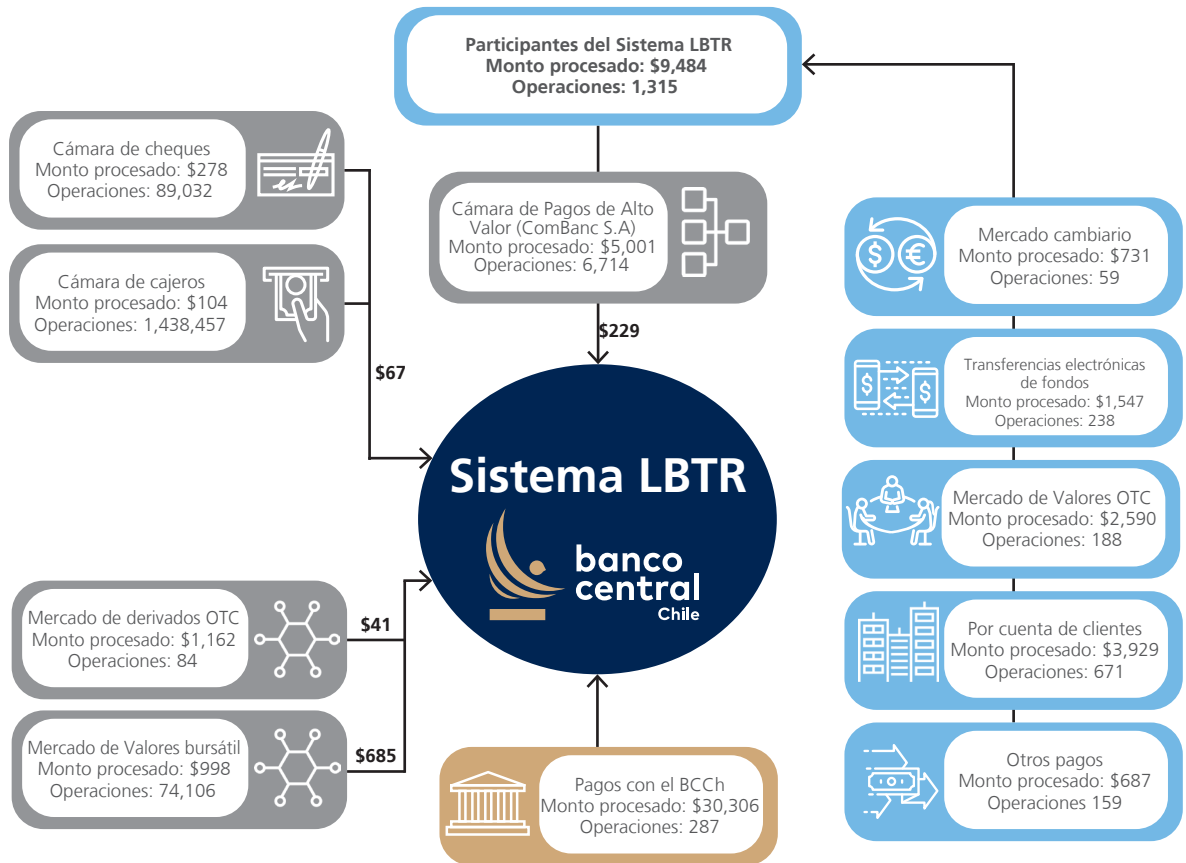 Participantes del Sistema LBTR
Monto procesado: $9,484
Operaciones: 1,315
Cámara de cheques
Monto procesado: $278
Operaciones: 89,032
Cámara de cajeros
Monto procesado: $104
Operaciones: 1,438,457
$67
Cámara de Pagos de Alto
Valor (ComBanc S.A)
Monto procesado: $5,001
Operaciones: 6,714
$229
Mercado cambiario
Monto procesado: $731
Operaciones: 59
Transferencias electrónicas
de fondos
Monto procesado: $1,547
Operaciones: 238
Mercado de Valores OTC
Monto procesado: $2,590
Operaciones: 188
Por cuenta de clientes
Monto procesado: $3,929
Operaciones: 671
Otros pagos
Monto procesado: $687
Operaciones 159
Sistema LBTR
banco
central
Chile
Mercado de derivados OTC
Monto procesado: $1,162
Operaciones: 84
$41
Mercado de Valores bursátil
Monto procesado: $998
Operaciones: 74,106
$685
Pagos con el BCCh
Monto procesado: $30,306
Operaciones: 287